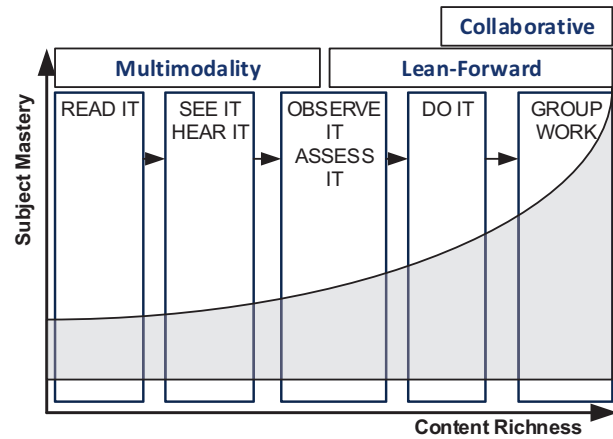 Collaborative
Multimodality
Lean-Forward
READ IT
SEE IT
HEAR IT
OBSERVE
IT
ASSESS
IT
DO IT
GROUP
WORK
Subject Mastery
Content Richness